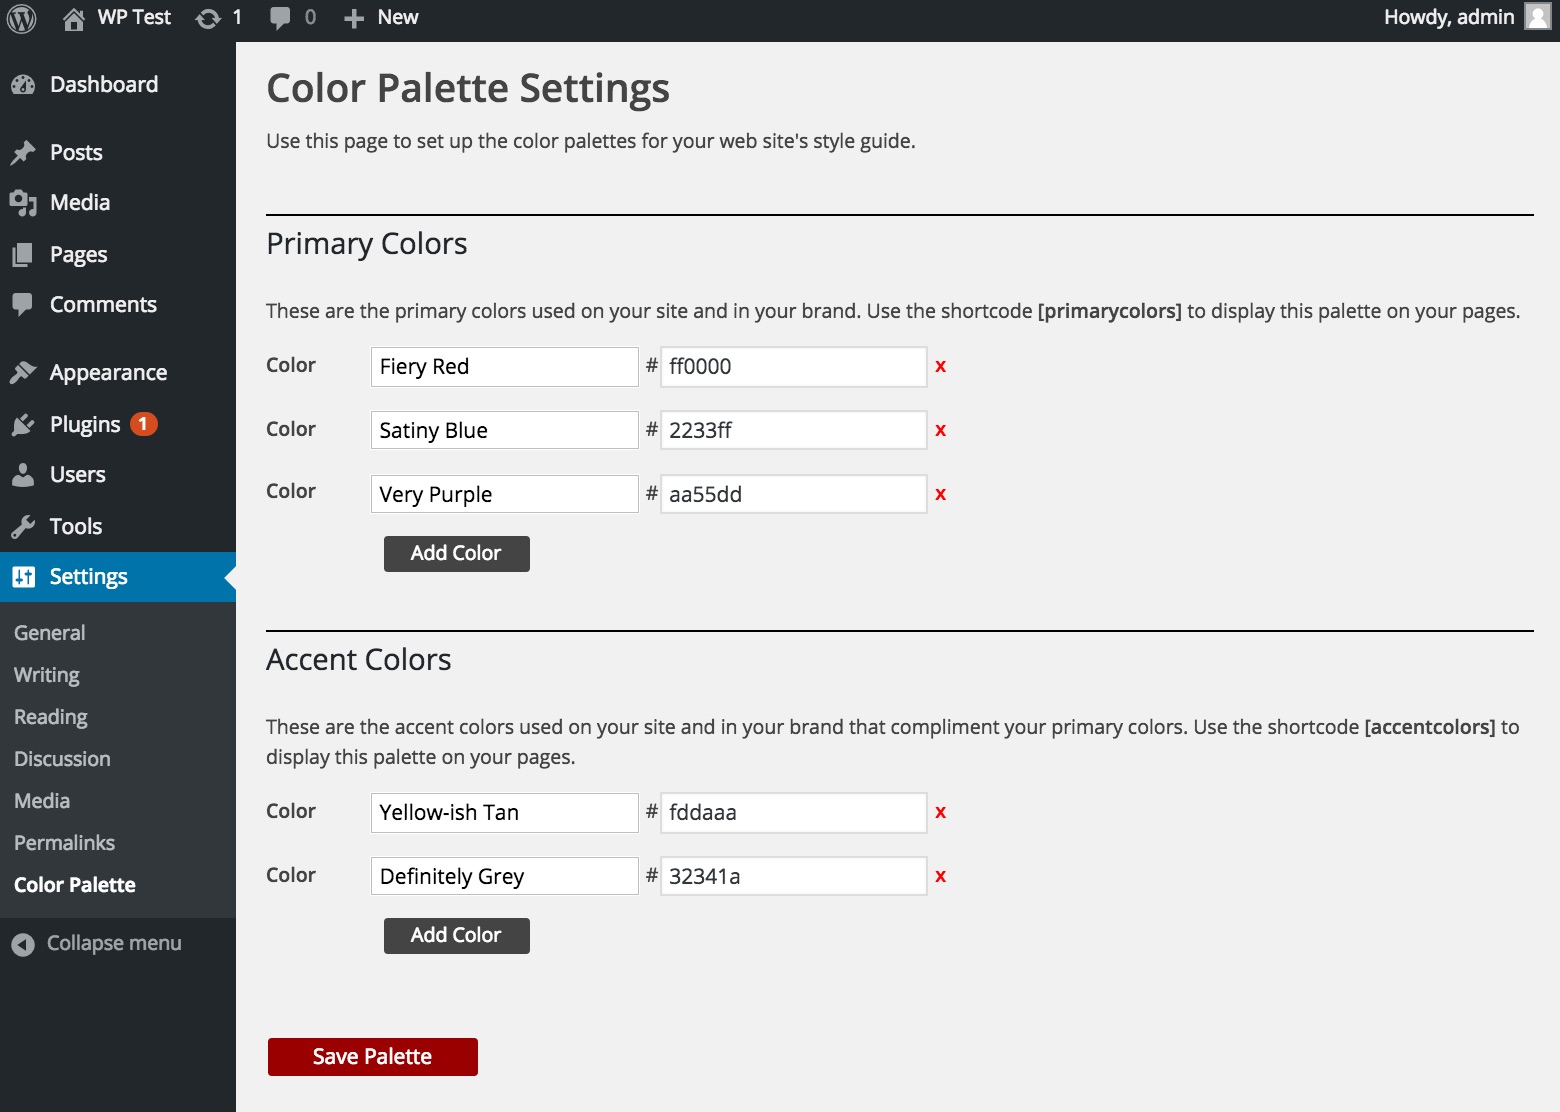 WP Test 1 0 New Howdy, admin
Dashboard
Posts
Media
Pages
Comments
Appearance
Plugins 1
Users
Tools
Settings
General
Writing
Reading
Discussion
Media
Permalinks
Color Palette
Collapse menu
Color Palette Settings
Use this page to set up the color palettes for your web site's style guide.
Primary Colors
These are the primary colors used on your site and in your brand. Use the shortcode [primarycolors] to display this palette on your pages.
Color Fiery Red # ff0000 x
Color Satiny Blue # 2233ff x
Color Very Purple # aa55dd x
Add Color
Accent Colors
These are the accent colors used on your site and in your brand that compliment your primary colors. Use the shortcode [accentcolors] to
display this palette on your pages.
Color Yellow-ish Tan # fddaaa x
Color Definitely Grey # 32341a x
Add Color
Save Palette